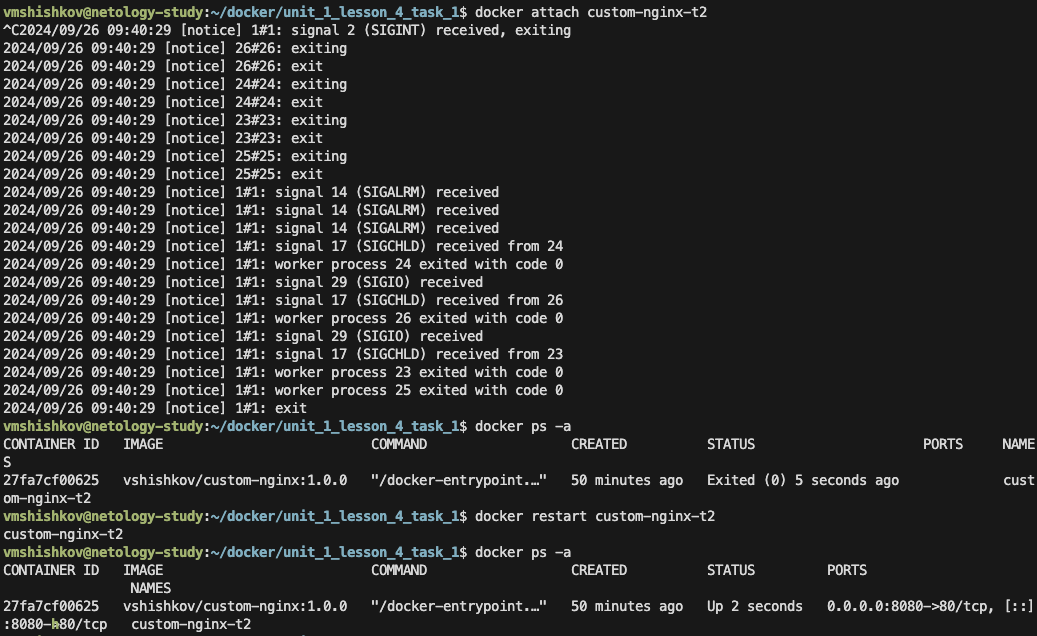 vmshishkov@netology-study:~/docker/unit_1_lesson_4_task_1$ docker attach custom-nginx-t2
^C2024/09/26 09:40:29 [notice] 1#1: signal 2 (SIGINT) received, exiting
2024/09/26 09:40:29 [notice] 26#26: exiting
2024/09/26 09:40:29 [notice] 26#26: exit
2024/09/26 09:40:29 [notice] 24#24: exiting
2024/09/26 09:40:29 [notice] 24#24: exit
2024/09/26 09:40:29 [notice] 23#23: exiting
2024/09/26 09:40:29 [notice] 23#23: exit
2024/09/26 09:40:29 [notice] 25#25: exiting
2024/09/26 09:40:29 [notice] 25#25: exit
2024/09/26 09:40:29 [notice] 1#1: signal 14 (SIGALRM) received
2024/09/26 09:40:29 [notice] 1#1: signal 14 (SIGALRM) received
2024/09/26 09:40:29 [notice] 1#1: signal 14 (SIGALRM) received
2024/09/26 09:40:29 [notice] 1#1: signal 17 (SIGCHLD) received from 24
2024/09/26 09:40:29 [notice] 1#1: worker process 24 exited with code 0
2024/09/26 09:40:29 [notice] 1#1: signal 29 (SIGIO) received
2024/09/26 09:40:29 [notice] 1#1: signal 17 (SIGCHLD) received from 26
2024/09/26 09:40:29 [notice] 1#1: worker process 26 exited with code 0
2024/09/26 09:40:29 [notice] 1#1: signal 29 (SIGIO) received
2024/09/26 09:40:29 [notice] 1#1: signal 17 (SIGCHLD) received from 23
2024/09/26 09:40:29 [notice] 1#1: worker process 23 exited with code 0
2024/09/26 09:40:29 [notice] 1#1: worker process 25 exited with code 0
2024/09/26 09:40:29 [notice] 1#1: exit
vmshishkov@netology-study:~/docker/unit_1_lesson_4_task_1$ docker ps -a
CONTAINER ID   IMAGE                          COMMAND                  CREATED          STATUS                     PORTS     NAME
S
27fa7cf00625   vshishkov/custom-nginx:1.0.0   "/docker-entrypoint.…"   50 minutes ago   Exited (0) 5 seconds ago             cust
om-nginx-t2
vmshishkov@netology-study:~/docker/unit_1_lesson_4_task_1$ docker restart custom-nginx-t2
custom-nginx-t2
vmshishkov@netology-study:~/docker/unit_1_lesson_4_task_1$ docker ps -a
CONTAINER ID   IMAGE                          COMMAND                  CREATED          STATUS         PORTS
                NAMES
27fa7cf00625   vshishkov/custom-nginx:1.0.0   "/docker-entrypoint.…"   50 minutes ago   Up 2 seconds   0.0.0.0:8080->80/tcp, [::]
:8080->80/tcp   custom-nginx-t2